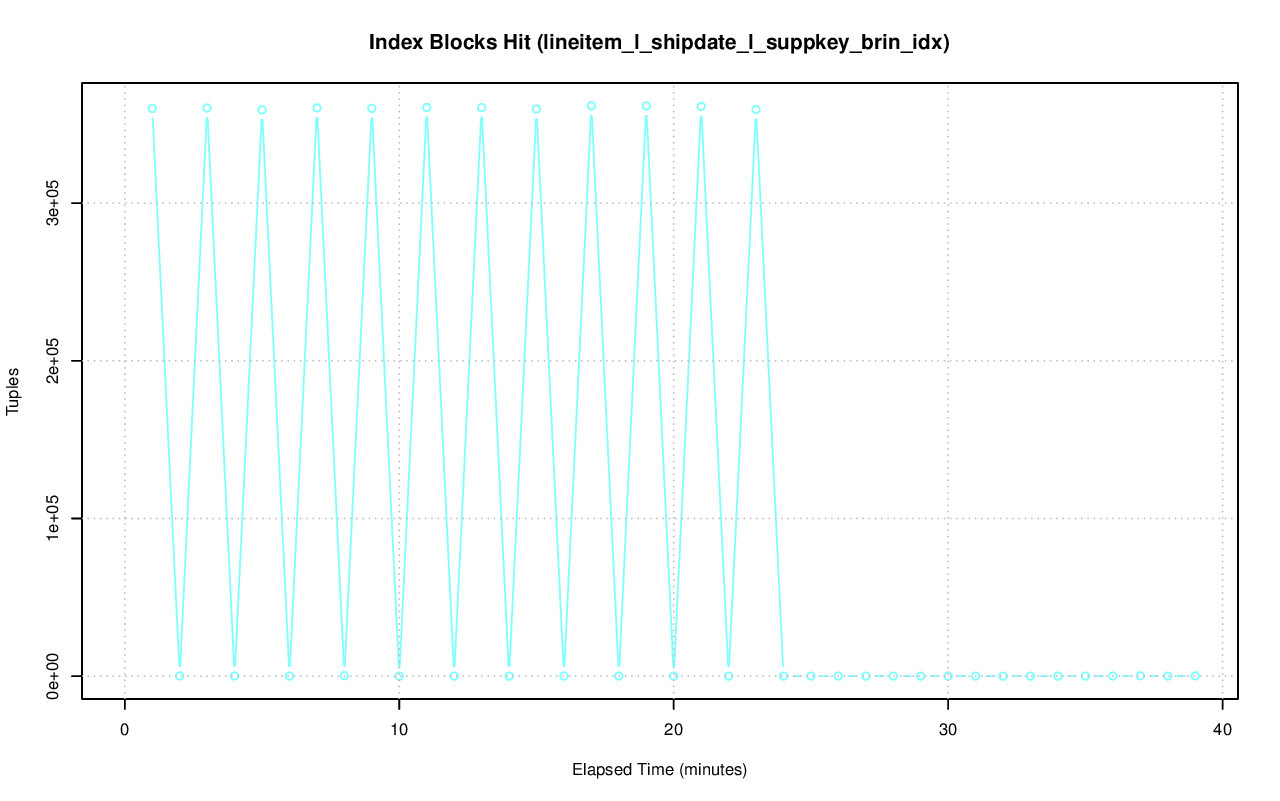 Index Blocks Hit (lineitem_l_shipdate_l_suppkey_brin_idx)
Tuples
3e+05
2e+05
1e+05
0e+00
0 10 20 30 40
Elapsed Time (minutes)